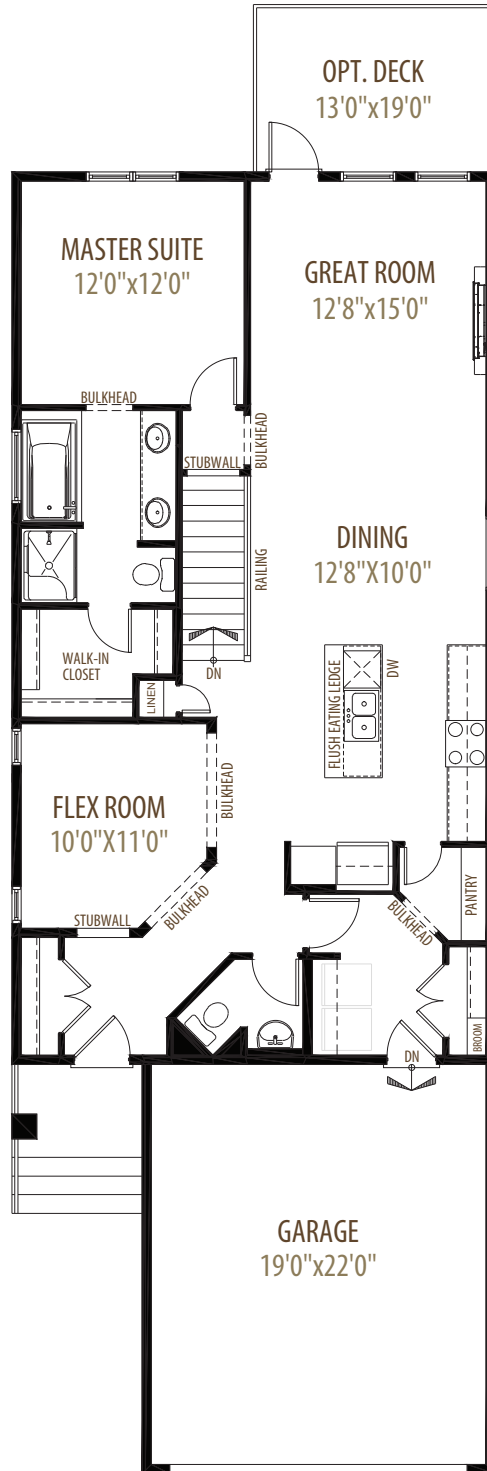 OPT. DECK
13'0"x19'0"
MASTER SUITE
12'0"x12'0"
GREAT ROOM
12'8"x15'0"
BULKHEAD
BULKHEAD
STUBWALL
RAILING
DINING
12'8"X10'0"
WALK-IN
CLOSET
DN
LINEN
FLUSH EATING LEDGE
DW
FLEX ROOM
10'0"X11'0"
BULKHEAD
BULKHEAD
STUBWALL
BULKHEAD
PANTRY
BROOM
DN
GARAGE
19'0"x22'0"